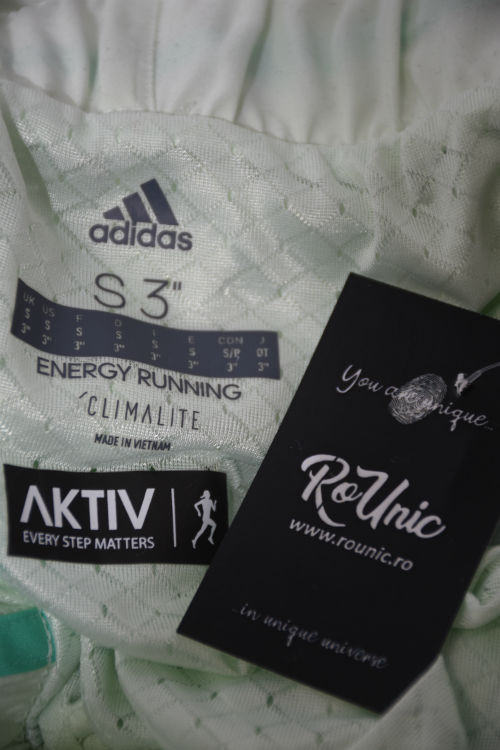 adidas
S 3"
UK US F D I E CDN J
S S S S S S S/P OT
3" 3" 3" 3" 3" 3" 3" 3"
ENERGY RUNNING
CLIMALITE
MADE IN VIETNAM
AKTIV
EVERY STEP MATTERS
You are unique...
RoUnic
www.rounic.ro
...in unique universe